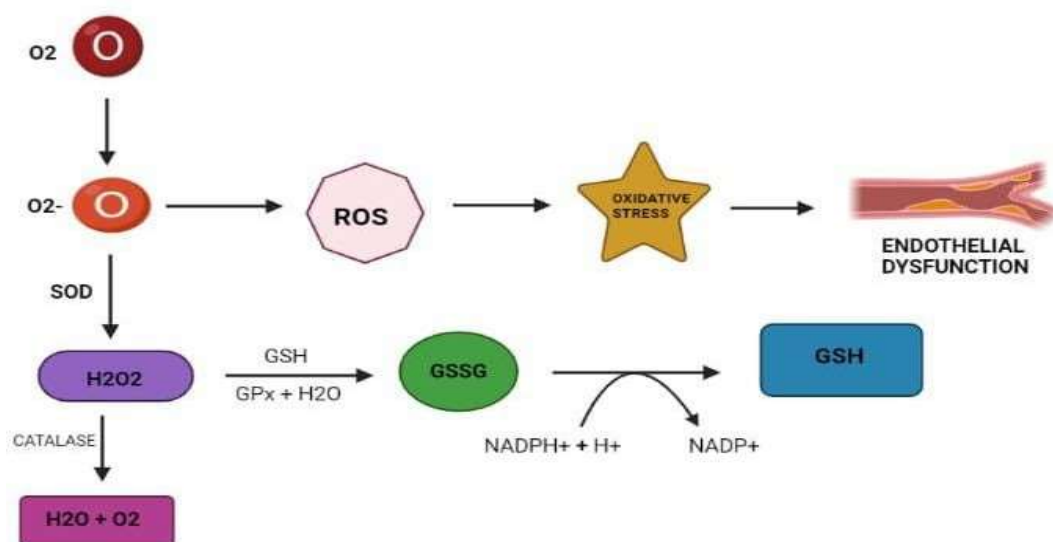 O2
O
O2-
O
ROS
OXIDATIVE
STRESS
ENDOTHELIAL
DYSFUNCTION
SOD
H2O2
GSH
GPx + H2O
GSSG
GSH
NADPH+ + H+
NADP+
CATALASE
H2O + O2